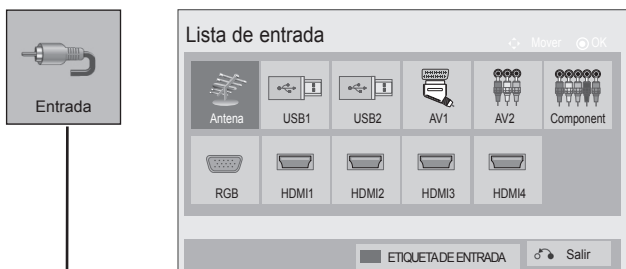 Entrada
Lista de entrada
Mover OK
Antena USB1 USB2 AV1 AV2 Component
RGB HDMI1 HDMI2 HDMI3 HDMI4
ETIQUETA DE ENTRADA Salir